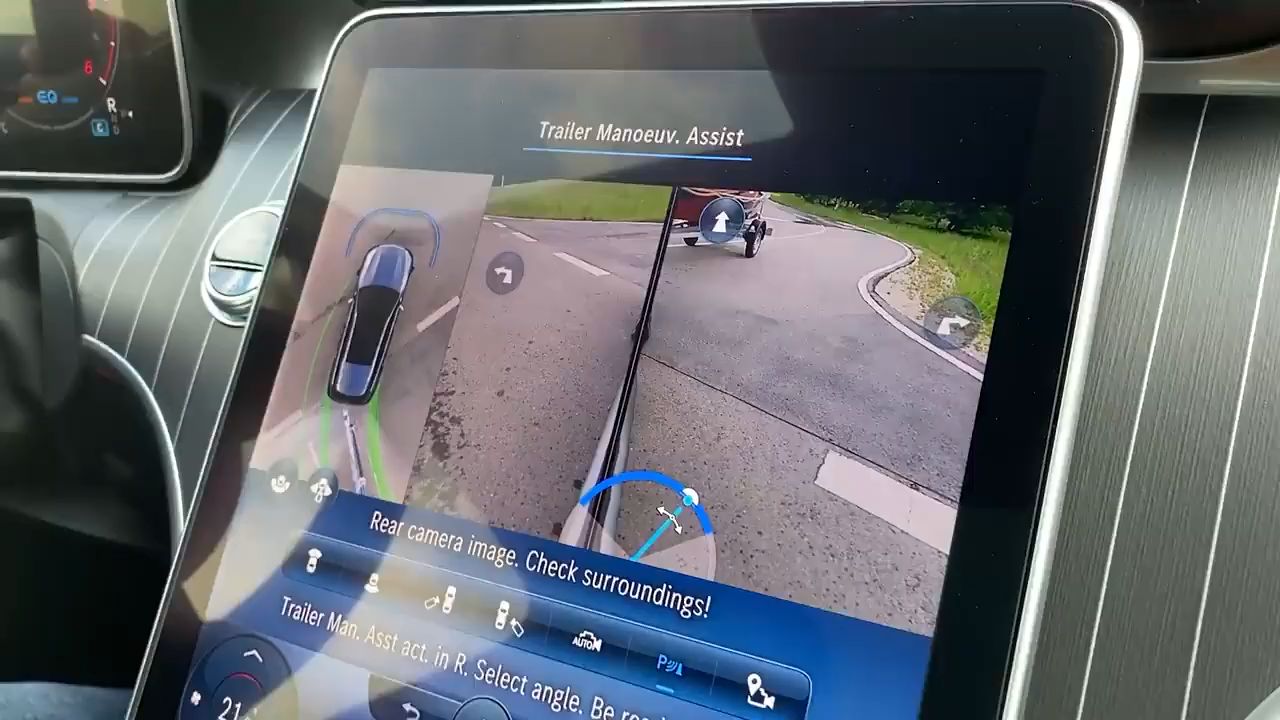 6
EQ
R
Trailer Manoeuv. Assist
Rear camera image. Check surroundings!
AUTO
P
Trailer Man. Asst act. in R. Select angle. Be
21